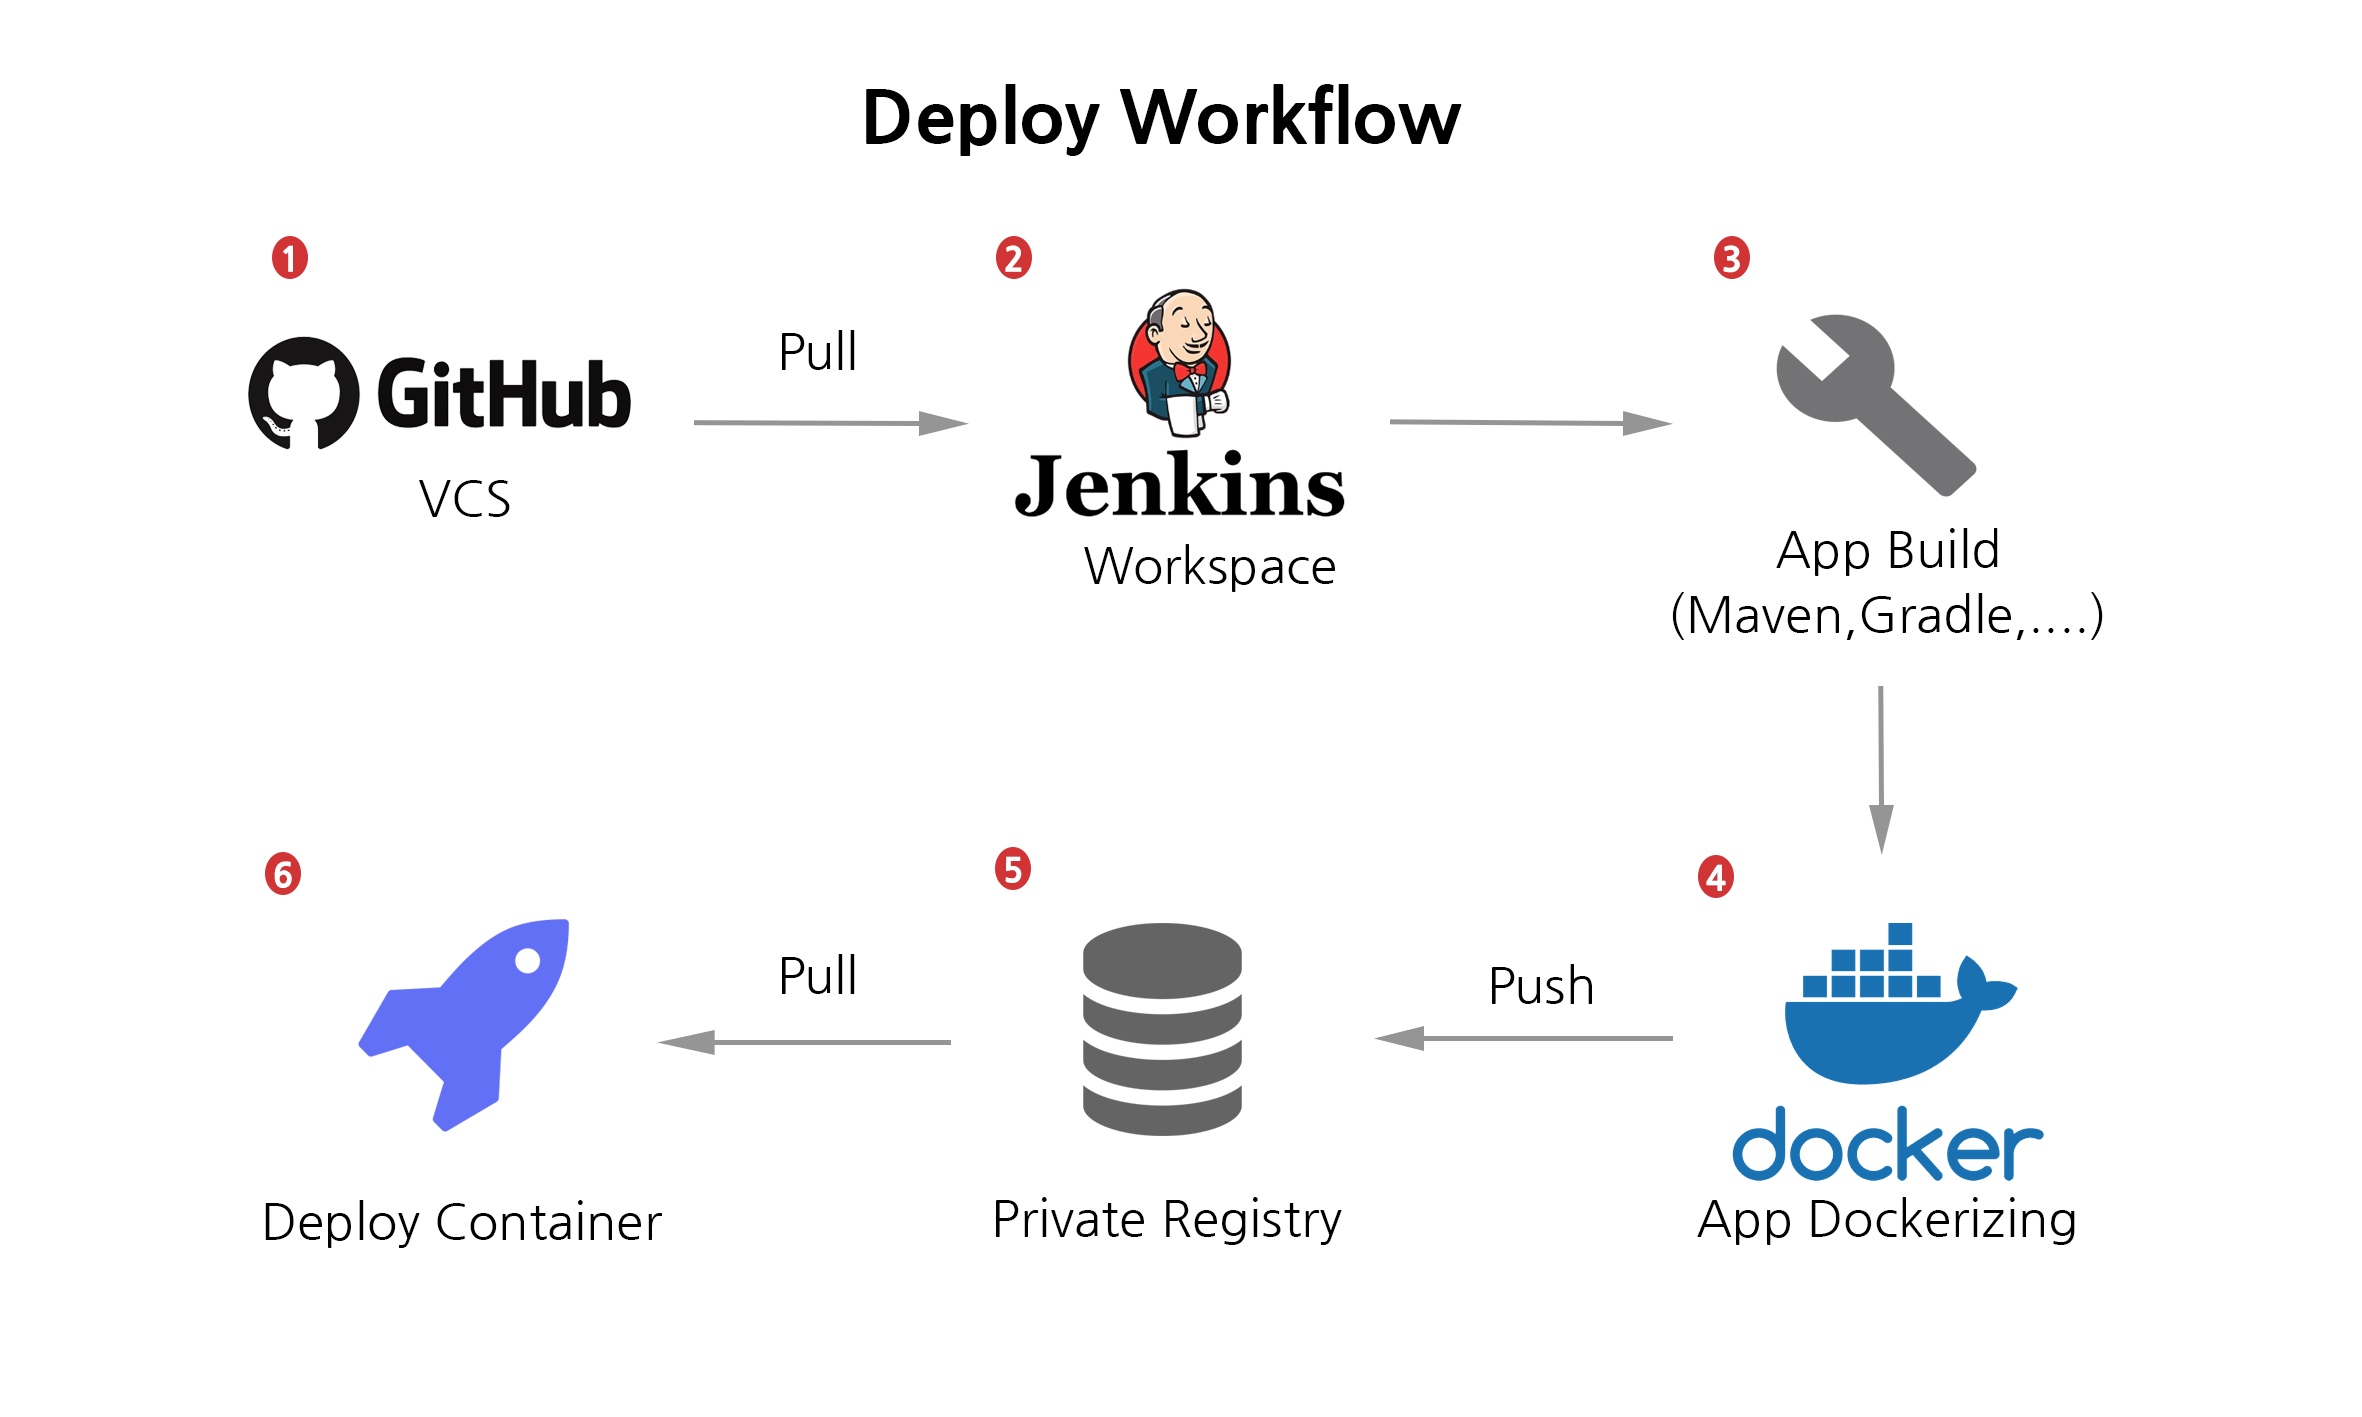 Deploy Workflow
1
2
3
GitHub
VCS
Pull
Jenkins
Workspace
App Build
(Maven,Gradle,....)
6
5
4
Deploy Container
Pull
Private Registry
Push
docker
App Dockerizing